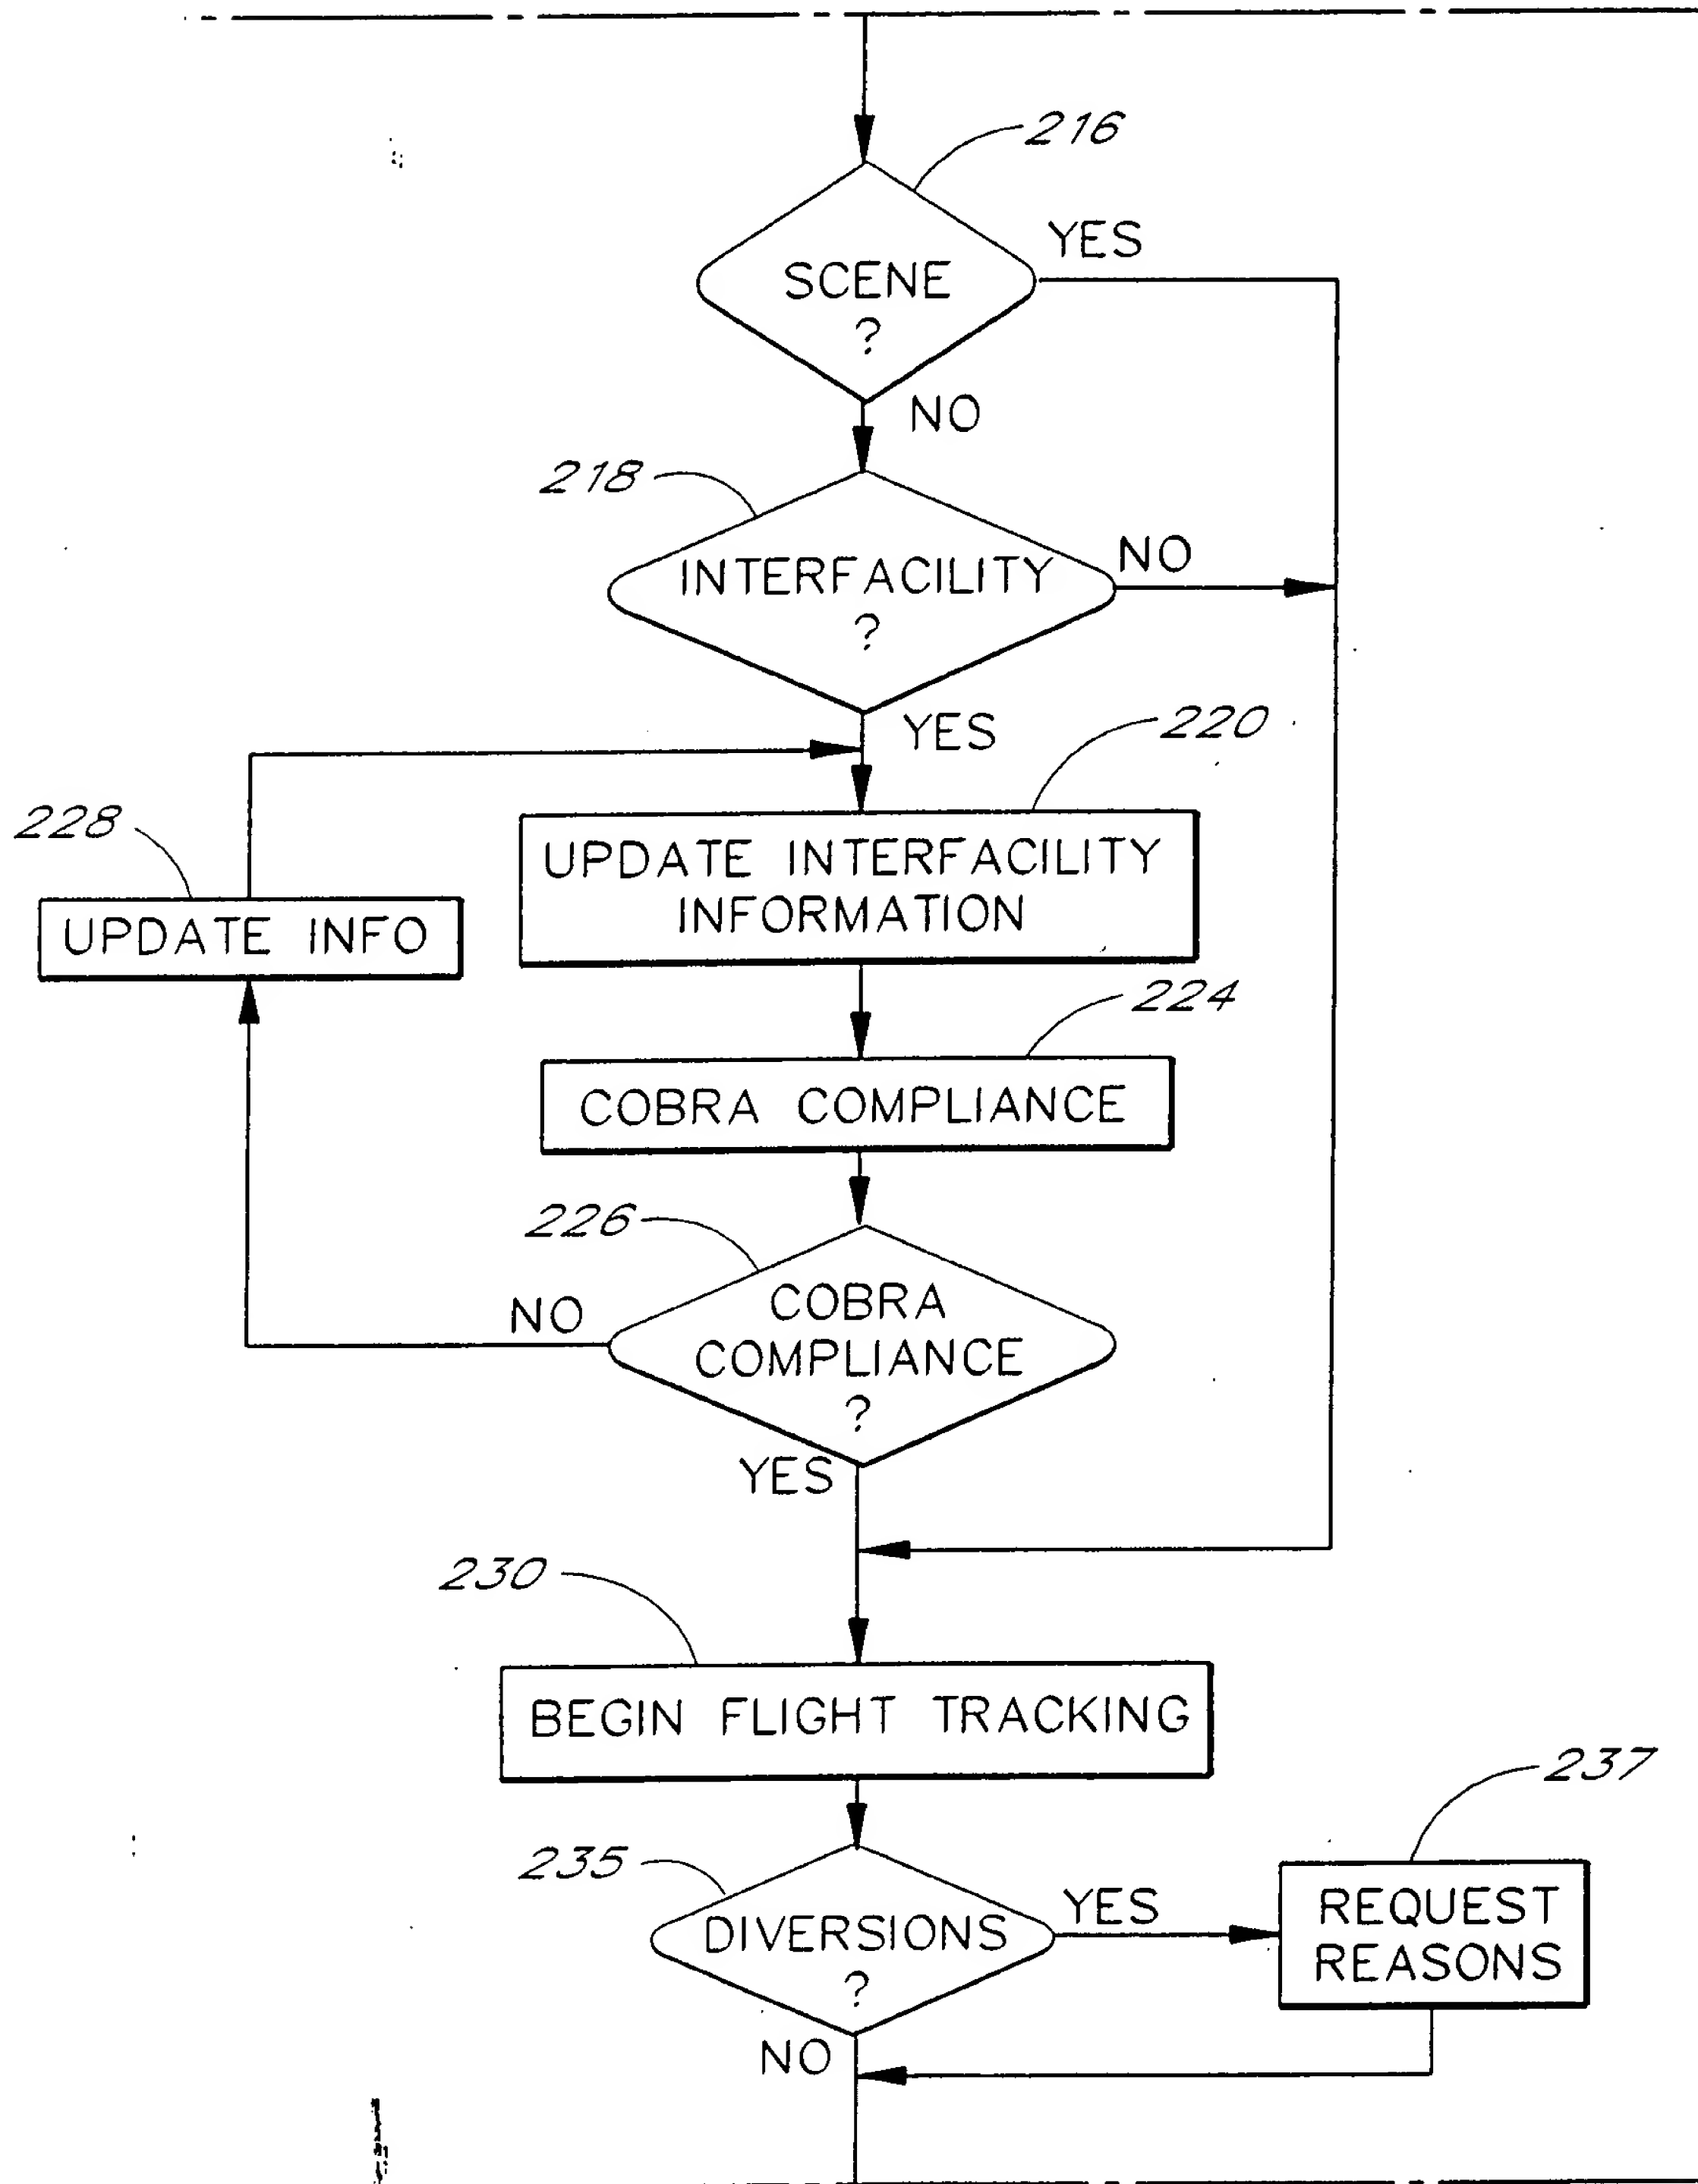 216
SCENE
?
YES
NO
218
INTERFACILITY
?
NO
YES
220
228
UPDATE INTERFACILITY
INFORMATION
UPDATE INFO
224
COBRA COMPLIANCE
226
COBRA
COMPLIANCE
?
NO
YES
230
BEGIN FLIGHT TRACKING
237
235
DIVERSIONS
?
YES
REQUEST
REASONS
NO